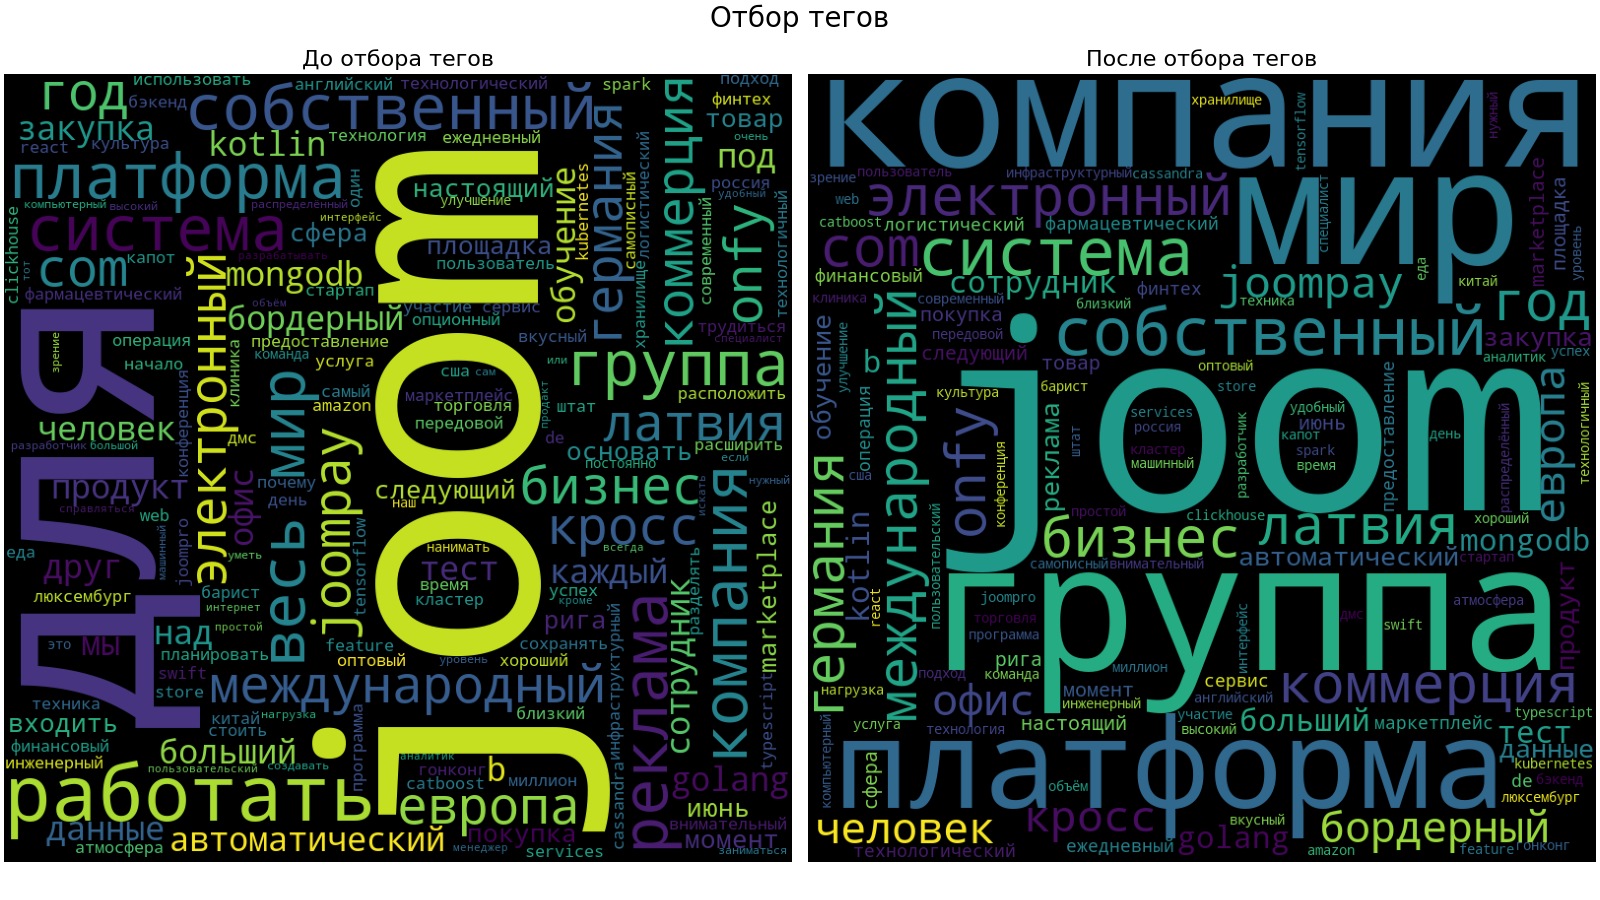 Отбор тегов
До отбора тегов
После отбора тегов
год
использовать
английский
технологический
spark
подход
бэкенд
собственный
финтех
закупка
товар
react
культура
kotlin
технология
ежедневный
очень
германия
коммерция
под
платформа
один
настоящий
обучение
kubernetes
россия
удобный
компьютерный
высокий
распределённый
улучшение
самописный
логистический
современный
технологичный
clickhouse
система
интерфейс
сфера
onfy
тот
com
капот
разрабатывать
площадка
пользователь
mongodb
хранилище
фармацевтический
стартап
объём
участие
сервис
joom
для
электронный
бордерный
опционный
трудиться
специалист
зрение
операция
предоставление
вкусный
начало
клиника
команда
услуга
или
группа
сша
сам
весь
мир
самый
маркетплейс
расположить
amazon
торговля
продакт
штат
латвия
человек
конференция
передовой
дмс
joompay
de
разработчик
большой
основать
расширить
постоянно
если
продукт
офис
почему
следующий
бизнес
нужный
день
наш
искать
справляться
web
tensorflow
кросс
компания
marketplace
машинный
joompro
еда
уметь
нанимать
всегда
друг
тест
каждый
время
успех
разделять
люксембург
барист
кластер
кроме
интернет
рига
сотрудник
простой
над
это
мы
feature
сохранять
планировать
оптовый
уровень
хороший
swift
реклама
инфраструктурный
typescript
store
международный
техника
близкий
китай
нагрузка
входить
стоить
программа
финансовый
больший
аналитик
инженерный
пользовательский
создавать
гонконг
в
миллион
cassandra
golang
работать
catboost
европа
июнь
данные
внимательный
автоматический
покупка
момент
атмосфера
менеджер
services
заниматься
компания
хранилище
tensorflow
нужный
зрение
пользователь
инфраструктурный
cassandra
мир
marketplace
электронный
web
специалист
площадка
catboost
логистический
фармацевтический
уровень
com
система
финансовый
сотрудник
финтех
joompay
еда
китай
клиника
современный
близкий
техника
год
покупка
передовой
собственный
закупка
обучение
улучшение
международный
следующий
товар
аналитик
успех
в
оптовый
joom
барист
store
культура
операция
onfy
реклама
services
удобный
июнь
предоставление
европа
технологичный
россия
капот
день
штат
кластер
spark
разработчик
распределённый
германия
сша
конференция
машинный
время
kotlin
пользовательский
простой
clickhouse
латвия
хороший
бизнес
mongodb
автоматический
стартап
самописный
внимательный
react
группа
продукт
joompro
атмосфера
торговля
дмс
программа
интерфейс
swift
рига
подход
команда
миллион
нагрузка
сервис
офис
момент
коммерция
инженерный
английский
услуга
технология
настоящий
участие
высокий
больший
маркетплейс
typescript
тест
компьютерный
сфера
платформа
данные
kubernetes
объём
de
бэкенд
люксембург
человек
кросс
вкусный
бордерный
golang
технологический
ежедневный
amazon
feature
гонконг